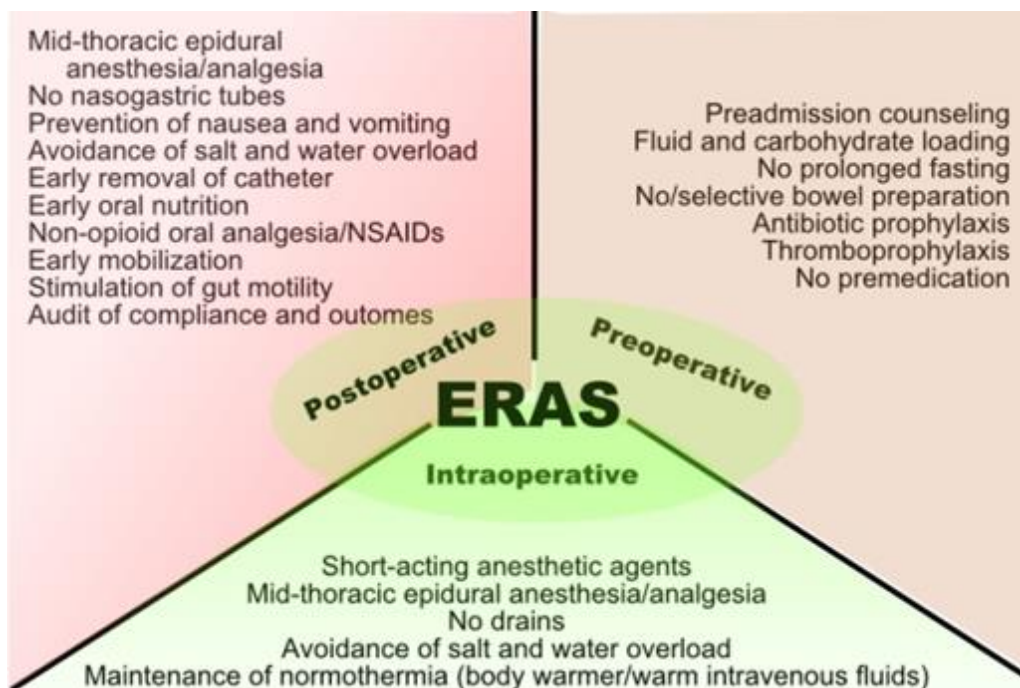 Mid-thoracic epidural
anesthesia/analgesia
No nasogastric tubes
Prevention of nausea and vomiting
Avoidance of salt and water overload
Early removal of catheter
Early oral nutrition
Non-opioid oral analgesia/NSAIDs
Early mobilization
Stimulation of gut motility
Audit of compliance and outcomes
Preadmission counseling
Fluid and carbohydrate loading
No prolonged fasting
No/selective bowel preparation
Antibiotic prophylaxis
Thromboprophylaxis
No premedication
Postoperative
Preoperative
ERAS
Intraoperative
Short-acting anesthetic agents
Mid-thoracic epidural anesthesia/analgesia
No drains
Avoidance of salt and water overload
Maintenance of normothermia (body warmer/warm intravenous fluids)